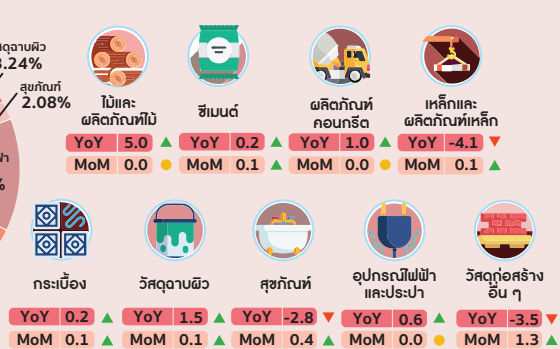 3.24%
สุขภัณฑ์
2.08%
ไม้และ
ผลิตภัณฑ์ไม้
YoY 5.0
MoM 0.0
ซีเมนต์
YoY 0.2
MoM 0.1
ผลิตภัณฑ์
คอนกรีต
YoY 1.0
MoM 0.0
เหล็กและ
ผลิตภัณฑ์เหล็ก
YoY -4.1
MoM 0.1
กระเบื้อง
YoY 0.2
MoM 0.1
วัสดุฉาบผิว
YoY 1.5
MoM 0.1
สุขภัณฑ์
YoY -2.8
MoM 0.4
อุปกรณ์ไฟฟ้า
และประปา
YoY 0.6
MoM 0.0
วัสดุก่อสร้าง
อื่น ๆ
YoY -3.5
MoM 1.3